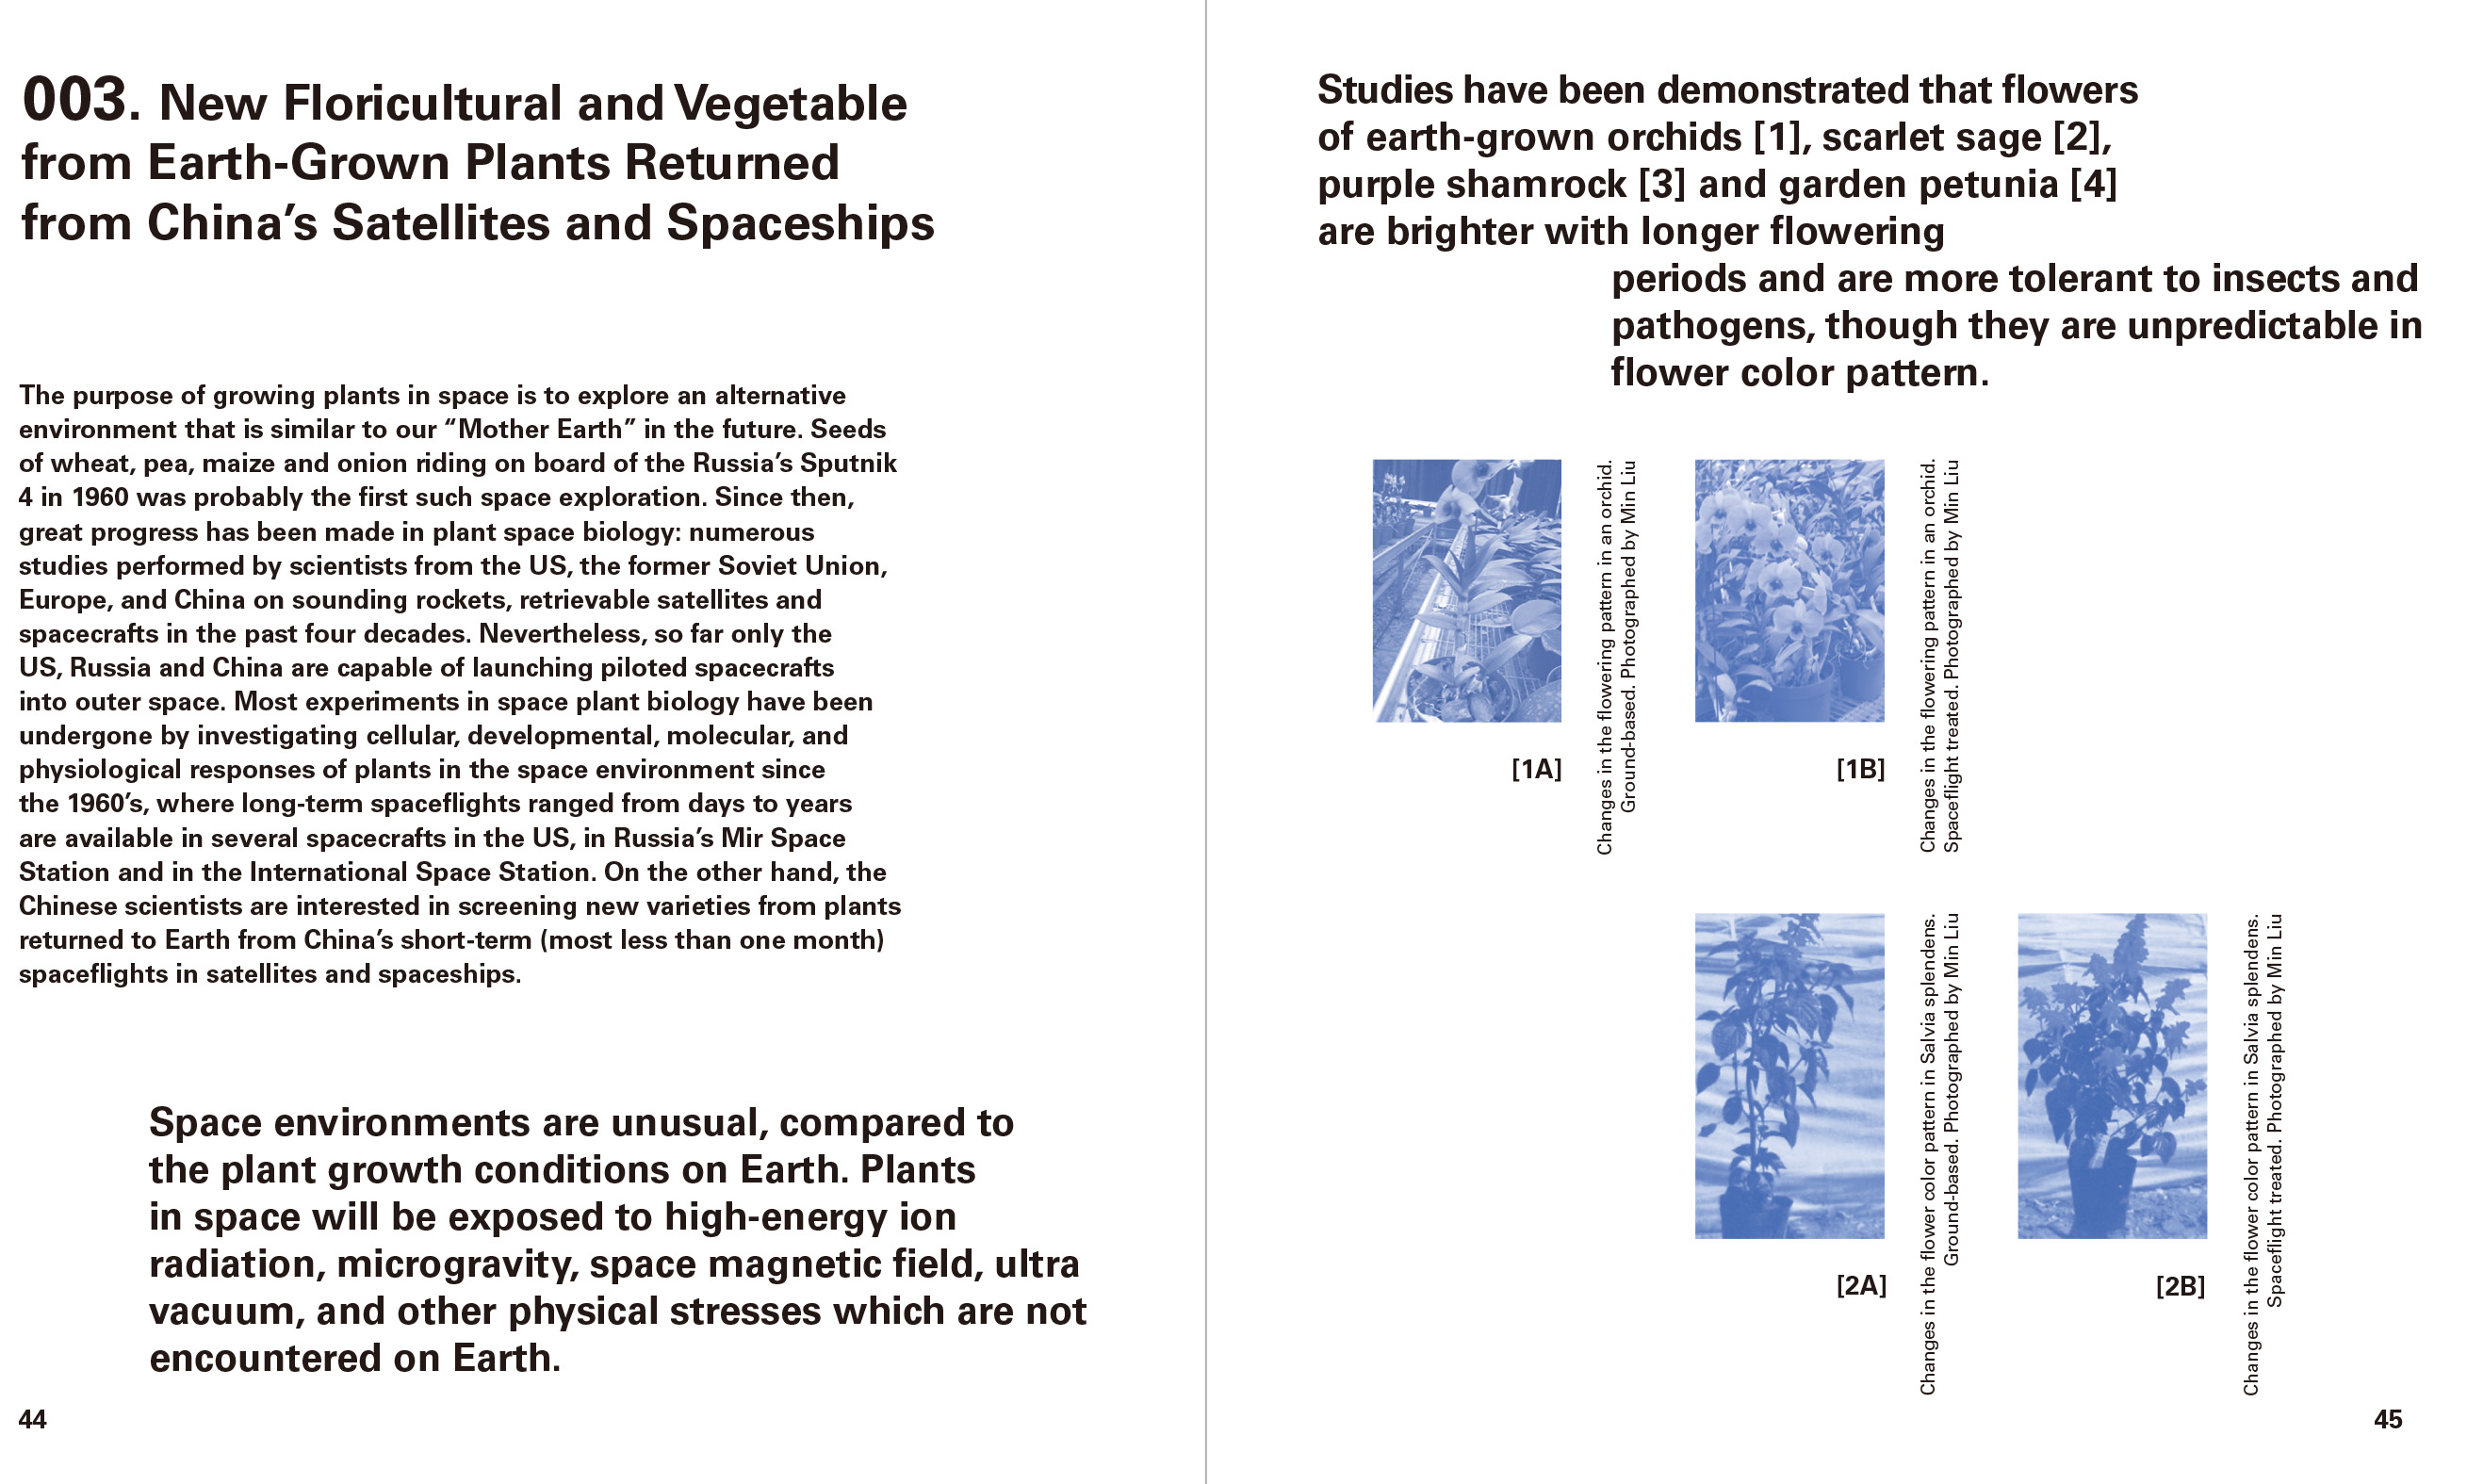 003. New Floricultural and Vegetable
from Earth-Grown Plants Returned
from China’s Satellites and Spaceships
The purpose of growing plants in space is to explore an alternative
environment that is similar to our “Mother Earth” in the future. Seeds
of wheat, pea, maize and onion riding on board of the Russia’s Sputnik
4 in 1960 was probably the first such space exploration. Since then,
great progress has been made in plant space biology: numerous
studies performed by scientists from the US, the former Soviet Union,
Europe, and China on sounding rockets, retrievable satellites and
spacecrafts in the past four decades. Nevertheless, so far only the
US, Russia and China are capable of launching piloted spacecrafts
into outer space. Most experiments in space plant biology have been
undergone by investigating cellular, developmental, molecular, and
physiological responses of plants in the space environment since
the 1960’s, where long-term spaceflights ranged from days to years
are available in several spacecrafts in the US, in Russia’s Mir Space
Station and in the International Space Station. On the other hand, the
Chinese scientists are interested in screening new varieties from plants
returned to Earth from China’s short-term (most less than one month)
spaceflights in satellites and spaceships.
Space environments are unusual, compared to
the plant growth conditions on Earth. Plants
in space will be exposed to high-energy ion
radiation, microgravity, space magnetic field, ultra
vacuum, and other physical stresses which are not
encountered on Earth.
44
Studies have been demonstrated that flowers
of earth-grown orchids [1], scarlet sage [2],
purple shamrock [3] and garden petunia [4]
are brighter with longer flowering
periods and are more tolerant to insects and
pathogens, though they are unpredictable in
flower color pattern.
[1A]
Changes in the flowering pattern in an orchid.
Ground-based. Photographed by Min Liu
[1B]
Changes in the flowering pattern in an orchid.
Spaceflight treated. Photographed by Min Liu
[2A]
Changes in the flower color pattern in Salvia splendens.
Ground-based. Photographed by Min Liu
[2B]
Changes in the flower color pattern in Salvia splendens.
Spaceflight treated. Photographed by Min Liu
45